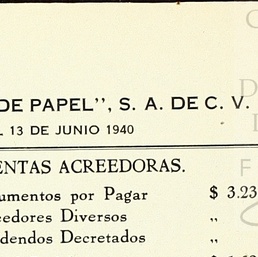 DE PAPEL", S. A. DE C. V.
13 DE JUNIO 1940
ENTAS ACREEDORAS.
umentos por Pagar $ 3.23
eedores Diversos ,,
dendos Decretados ,,